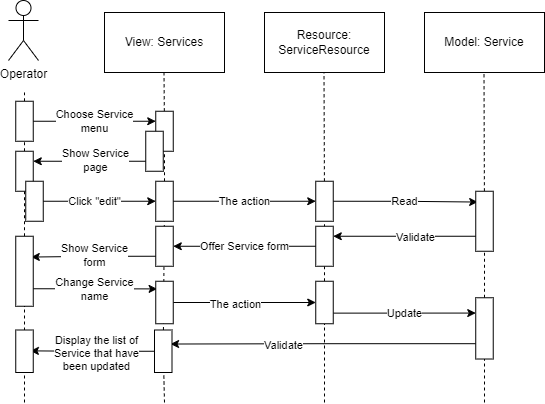 Operator
View: Services
Resource:
ServiceResource
Model: Service
Choose Service
menu
Show Service
page
Click "edit"
The action
Read
Validate
Offer Service form
Show Service
form
Change Service
name
The action
Update
Display the list of
Service that have
been updated
Validate